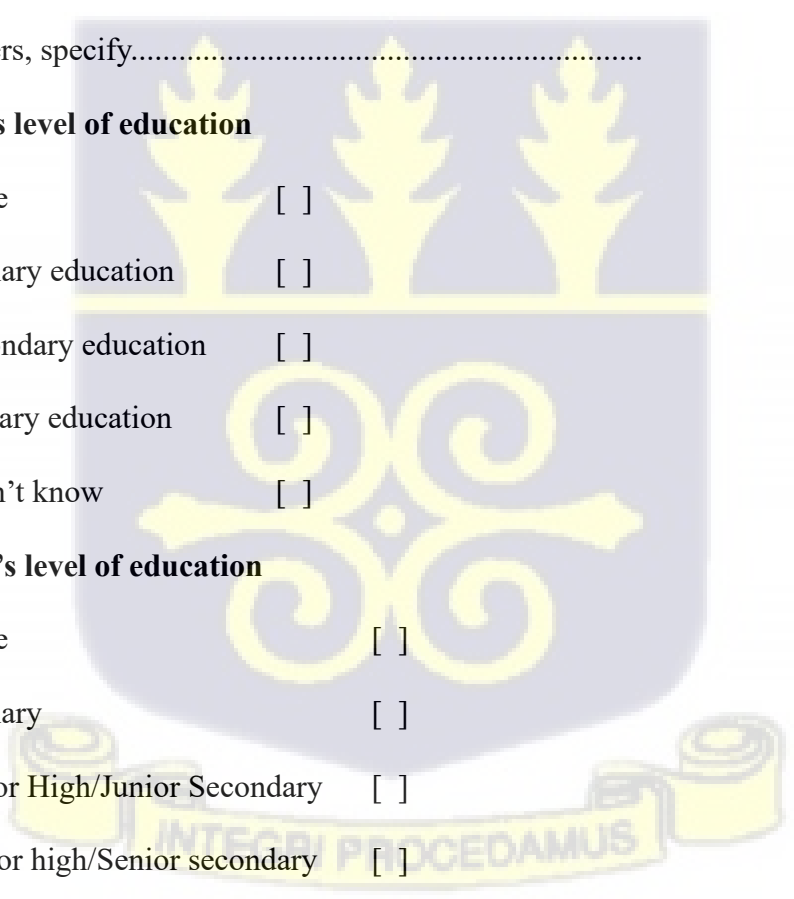 rs, specify................................................................
s level of education
e [ ]
ary education [ ]
ndary education [ ]
ary education [ ]
n’t know [ ]
’s level of education
e [ ]
ary [ ]
or High/Junior Secondary [ ]
or high/Senior secondary [ ]
INTEGRI PROCEDAMUS